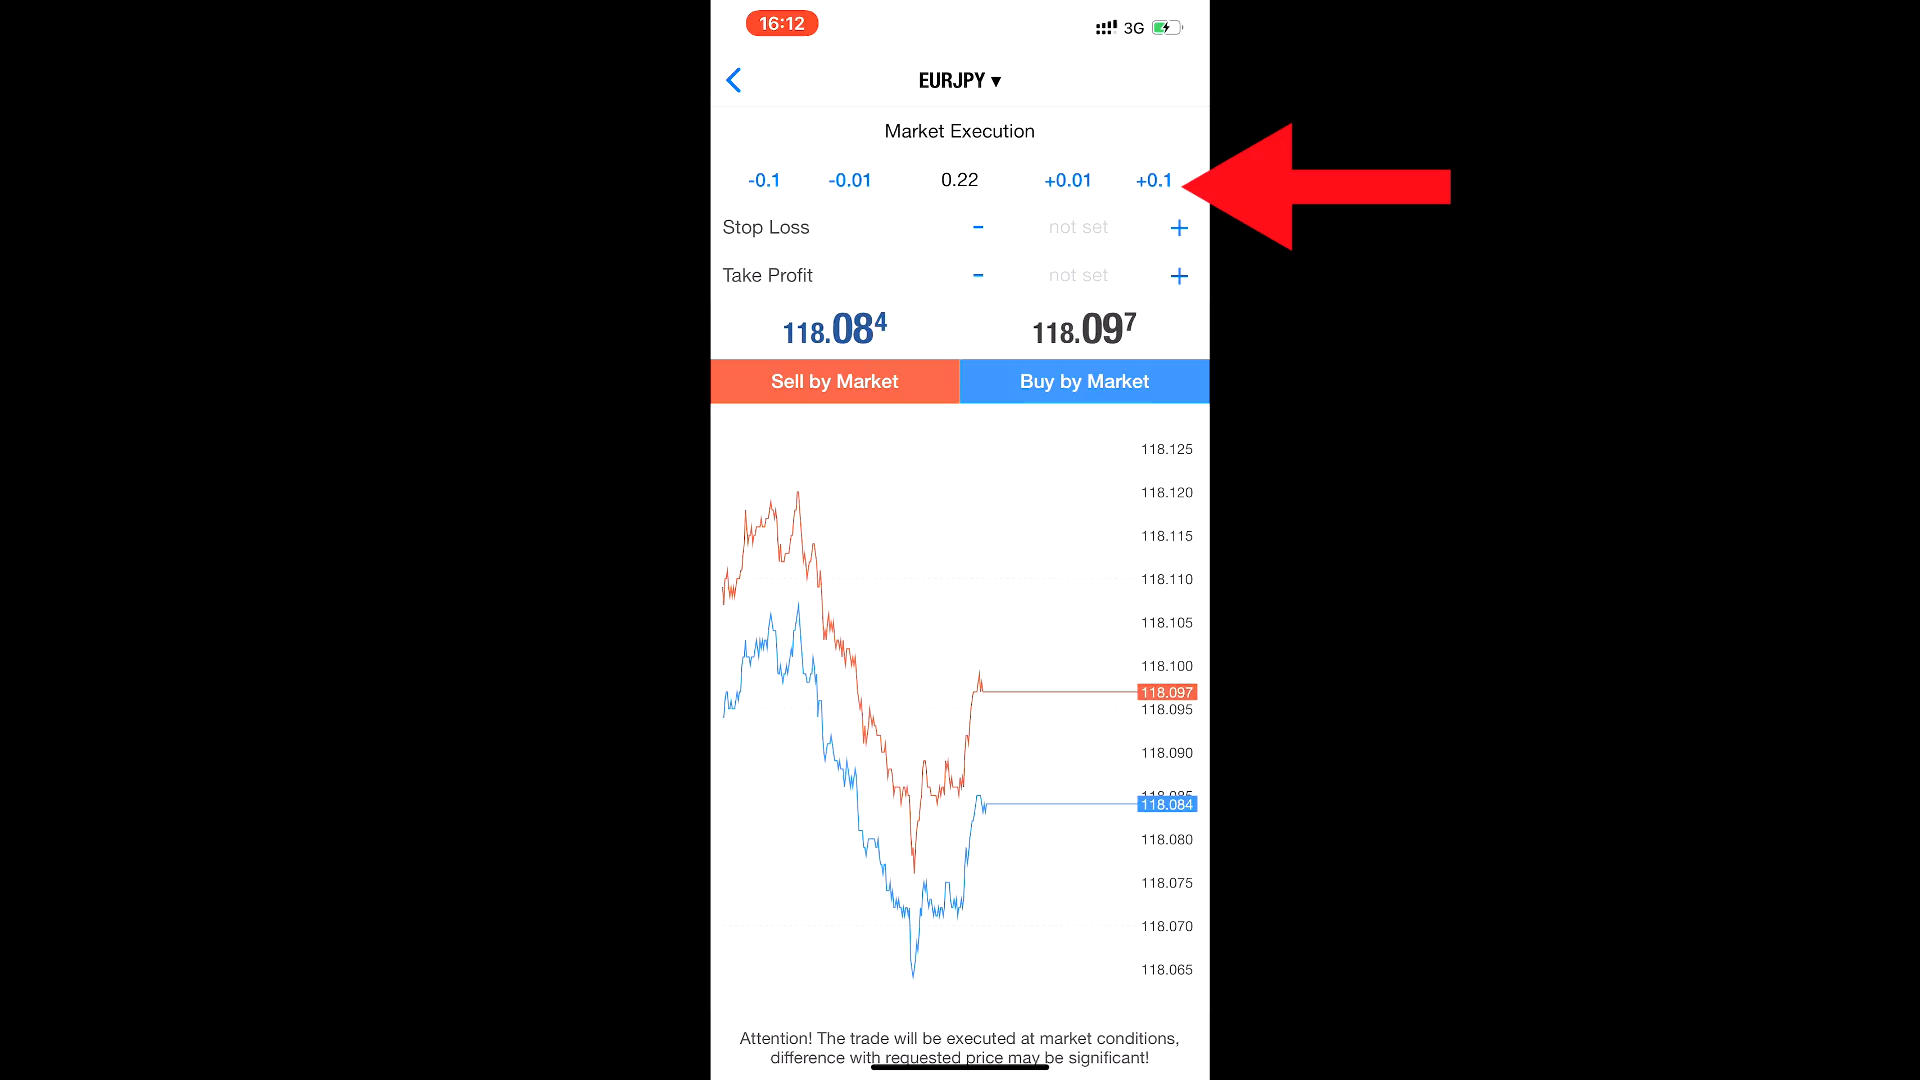 16:12 3G
EURJPY ▾
Market Execution
-0.1 -0.01 0.22 +0.01 +0.1
Stop Loss - not set +
Take Profit - not set +
118.084 118.097
Sell by Market Buy by Market
118.125
118.120
118.115
118.110
118.105
118.100
118.097
118.095
118.090
118.085
118.084
118.080
118.075
118.070
118.065
Attention! The trade will be executed at market conditions,
difference with requested price may be significant!